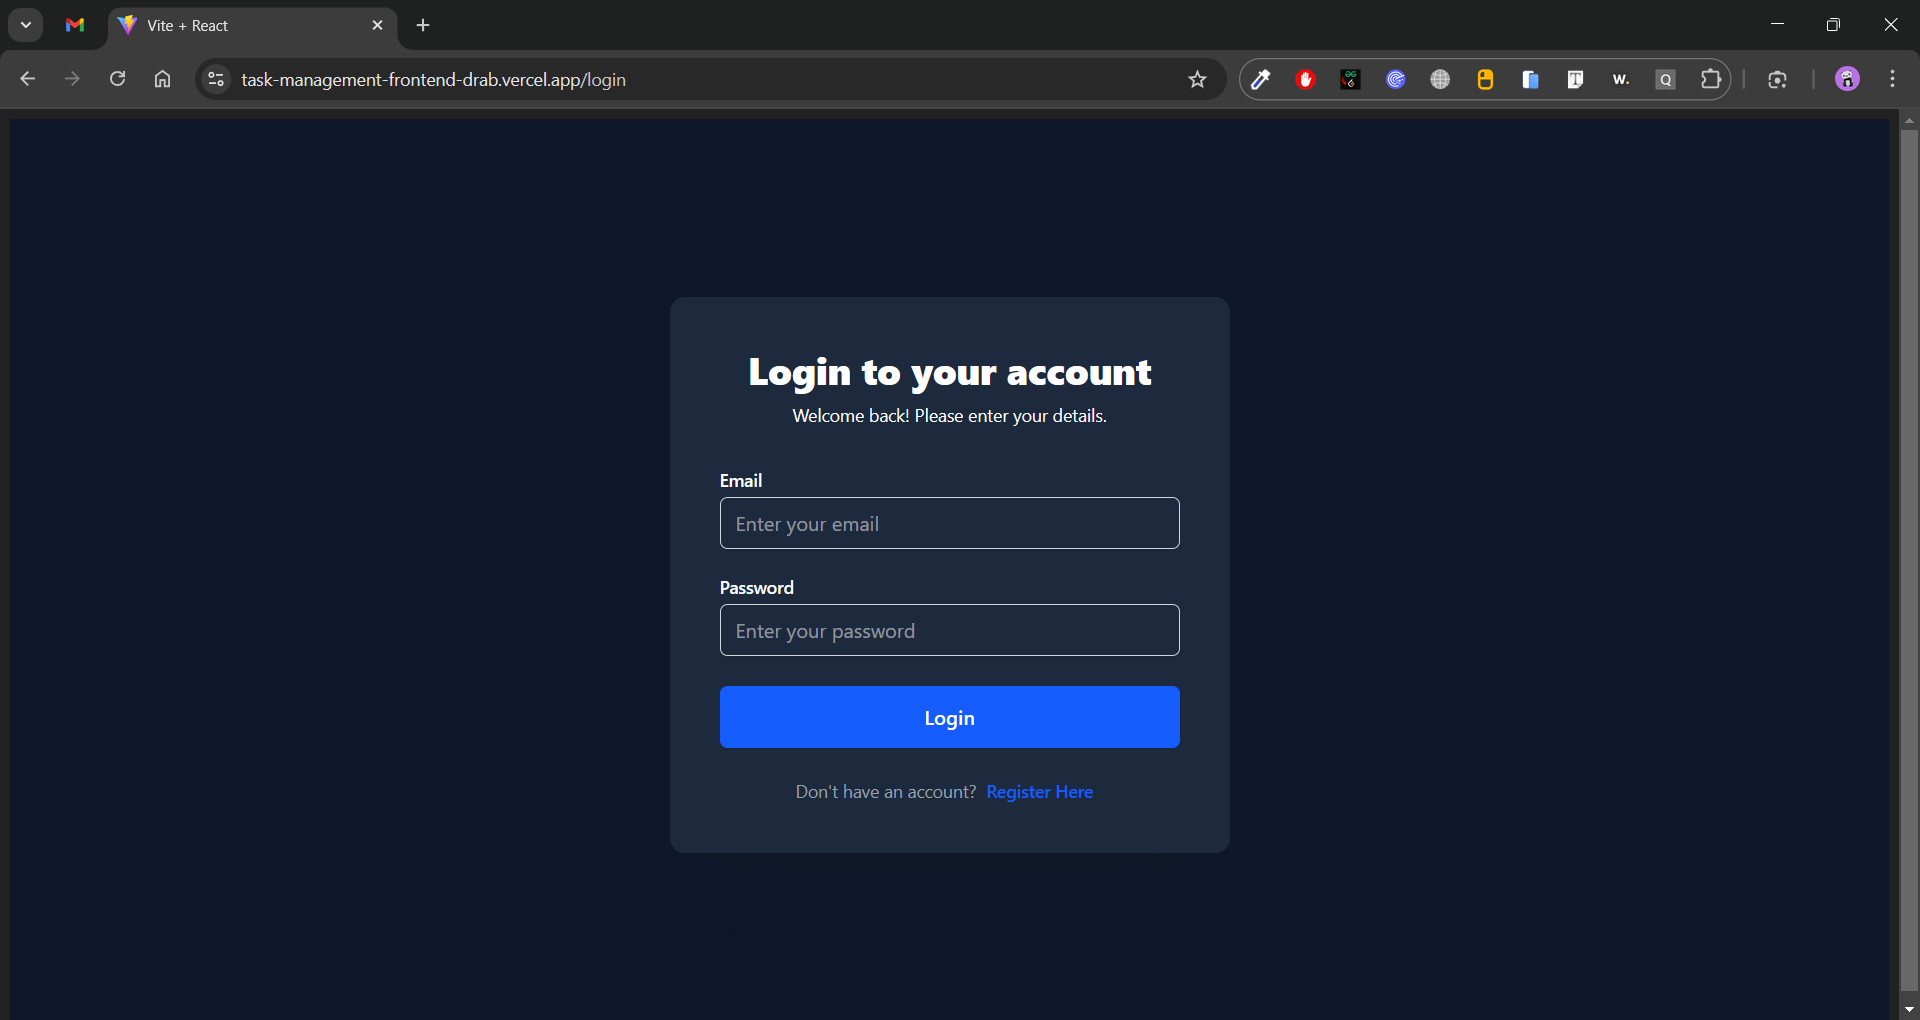 Vite + React
task-management-frontend-drab.vercel.app/login
T
w.
Q
Login to your account
Welcome back! Please enter your details.
Email
Enter your email
Password
Enter your password
Login
Don't have an account? Register Here